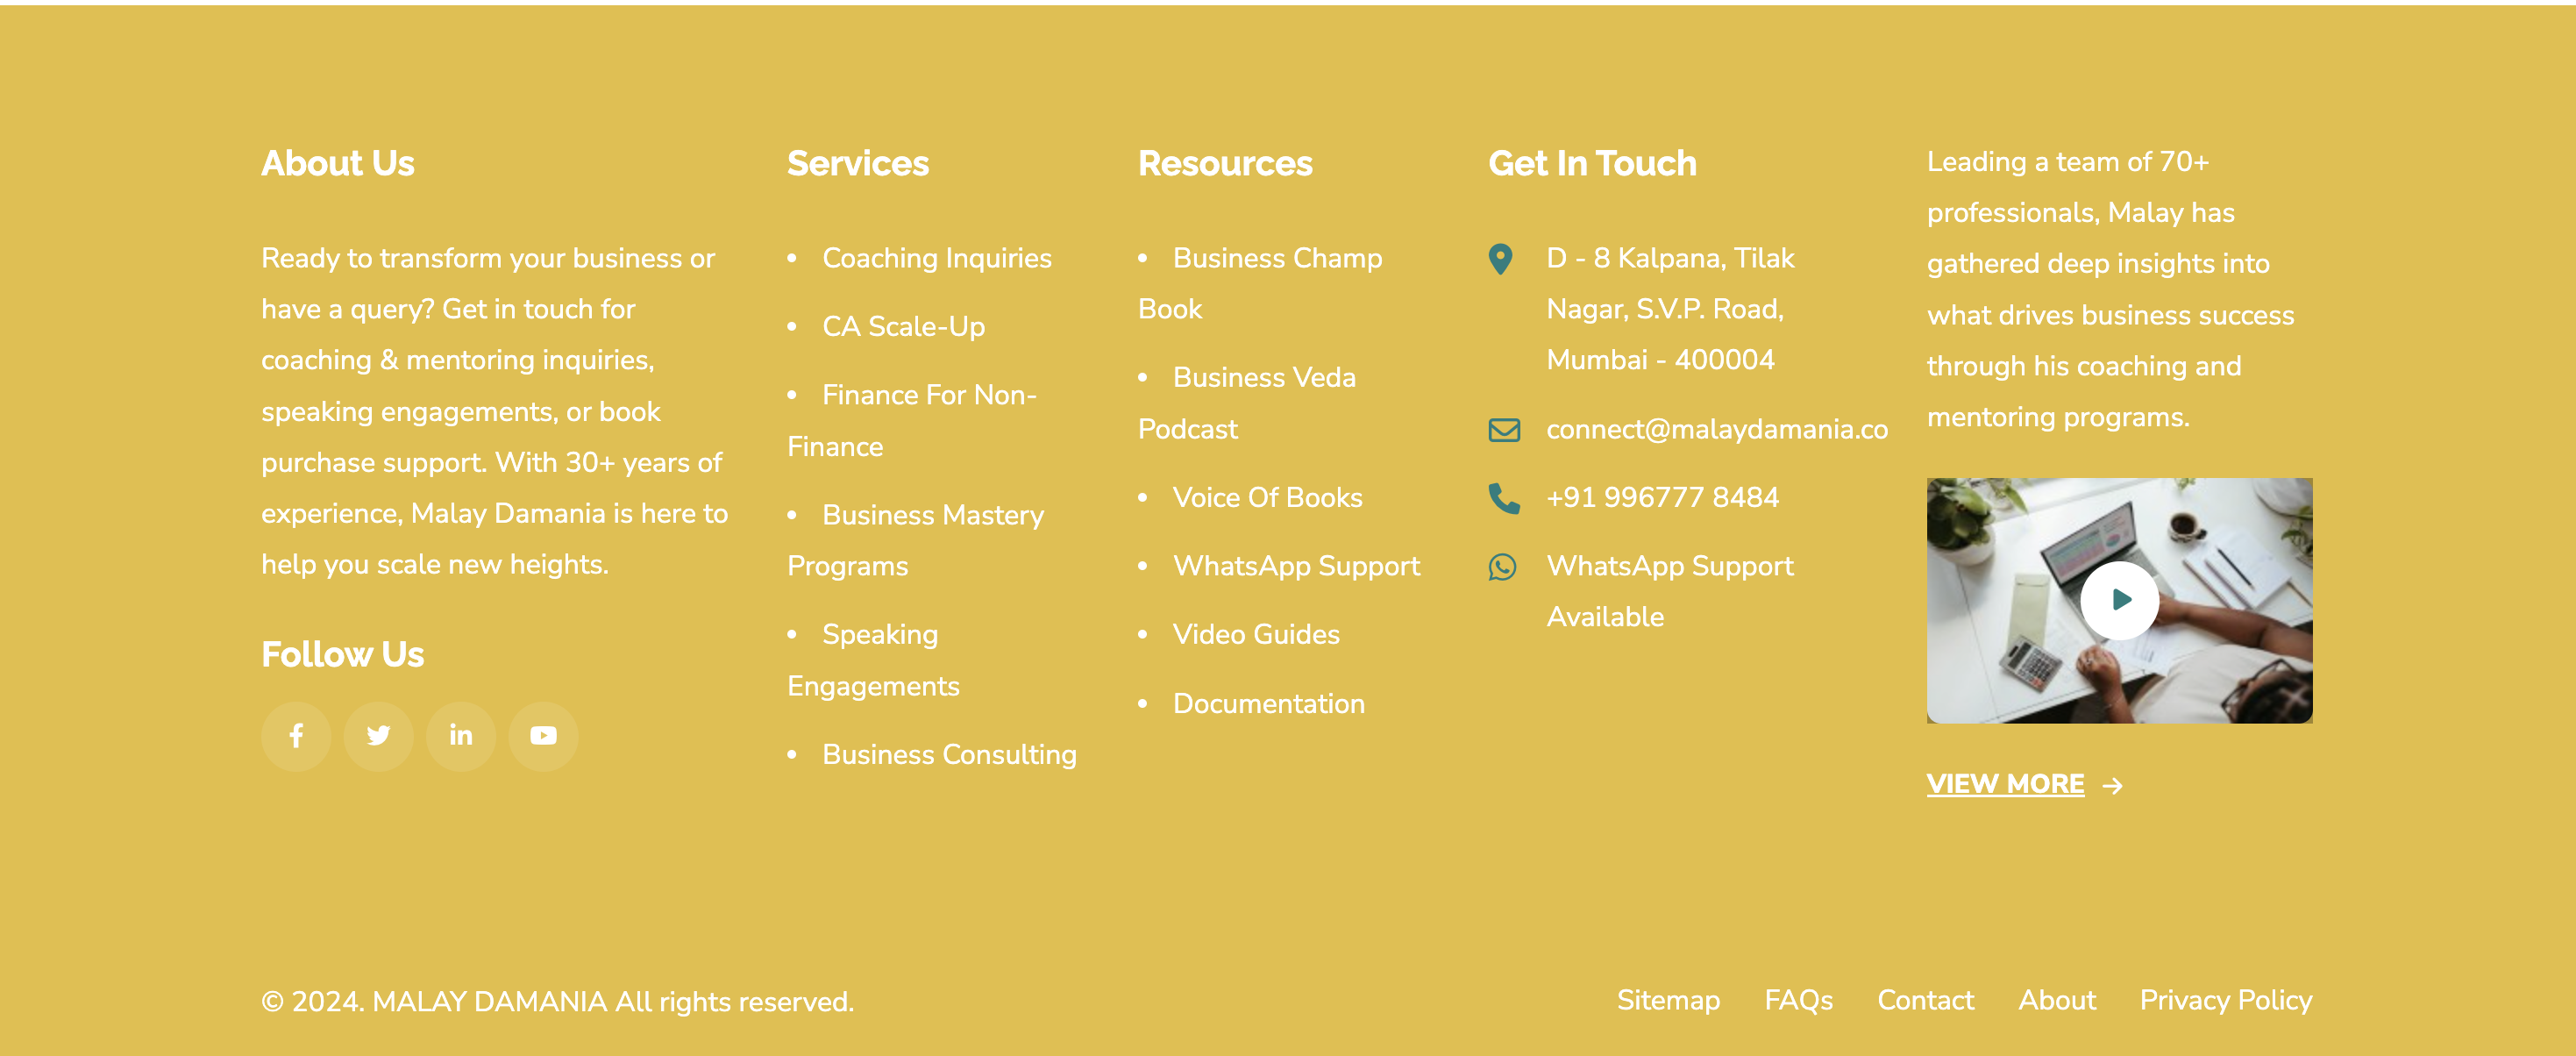 About Us
Ready to transform your business or
have a query? Get in touch for
coaching & mentoring inquiries,
speaking engagements, or book
purchase support. With 30+ years of
experience, Malay Damania is here to
help you scale new heights.
Follow Us
Services
• Coaching Inquiries
• CA Scale-Up
• Finance For Non-
Finance
• Business Mastery
Programs
• Speaking
Engagements
• Business Consulting
Resources
• Business Champ
Book
• Business Veda
Podcast
• Voice Of Books
• WhatsApp Support
• Video Guides
• Documentation
Get In Touch
D - 8 Kalpana, Tilak
Nagar, S.V.P. Road,
Mumbai - 400004
connect@malaydamania.co
+91 996777 8484
WhatsApp Support
Available
Leading a team of 70+
professionals, Malay has
gathered deep insights into
what drives business success
through his coaching and
mentoring programs.
VIEW MORE →
© 2024. MALAY DAMANIA All rights reserved.
Sitemap FAQs Contact About Privacy Policy